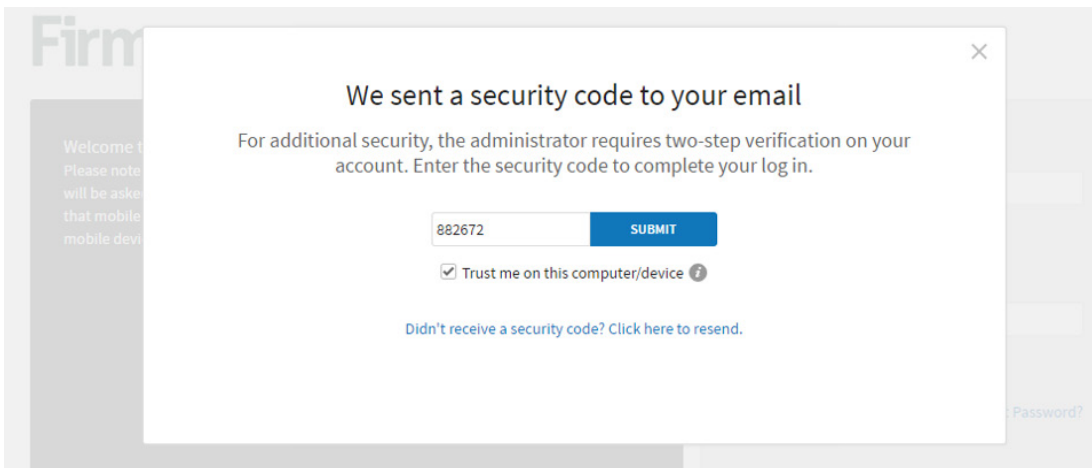 Firm
We sent a security code to your email
For additional security, the administrator requires two-step verification on your
account. Enter the security code to complete your log in.
882672
SUBMIT
Trust me on this computer/device
Didn't receive a security code? Click here to resend.
Welcome t
Please note
will be aske
that mobile
mobile devi
Password?